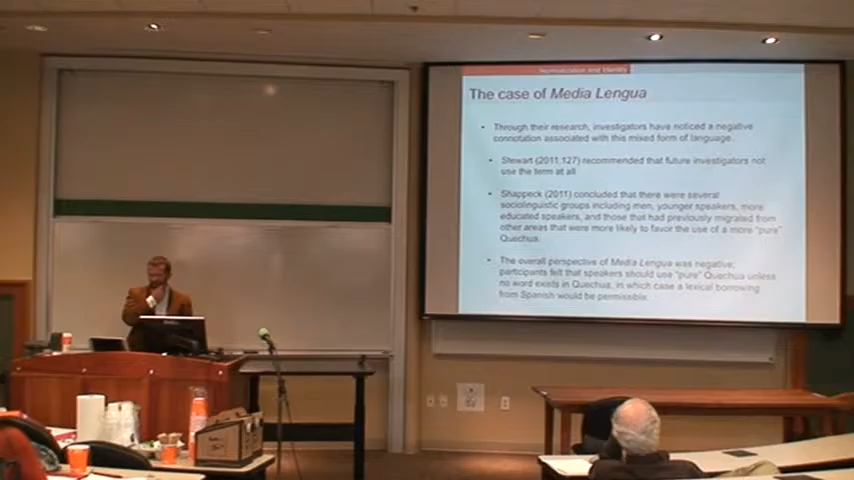 Normalization and Identity
The case of Media Lengua
• Through their research, investigators have noticed a negative
connotation associated with this mixed form of language.
• Stewart (2011:127) recommended that future investigators not
use the term at all
• Shappeck (2011) concluded that there were several
sociolinguistic groups including men, younger speakers, more
educated speakers, and those that had previously migrated from
other areas that were more likely to favor the use of a more "pure"
Quechua.
• The overall perspective of Media Lengua was negative;
participants felt that speakers should use "pure" Quechua unless
no word exists in Quechua, in which case a lexical borrowing
from Spanish would be permissible.